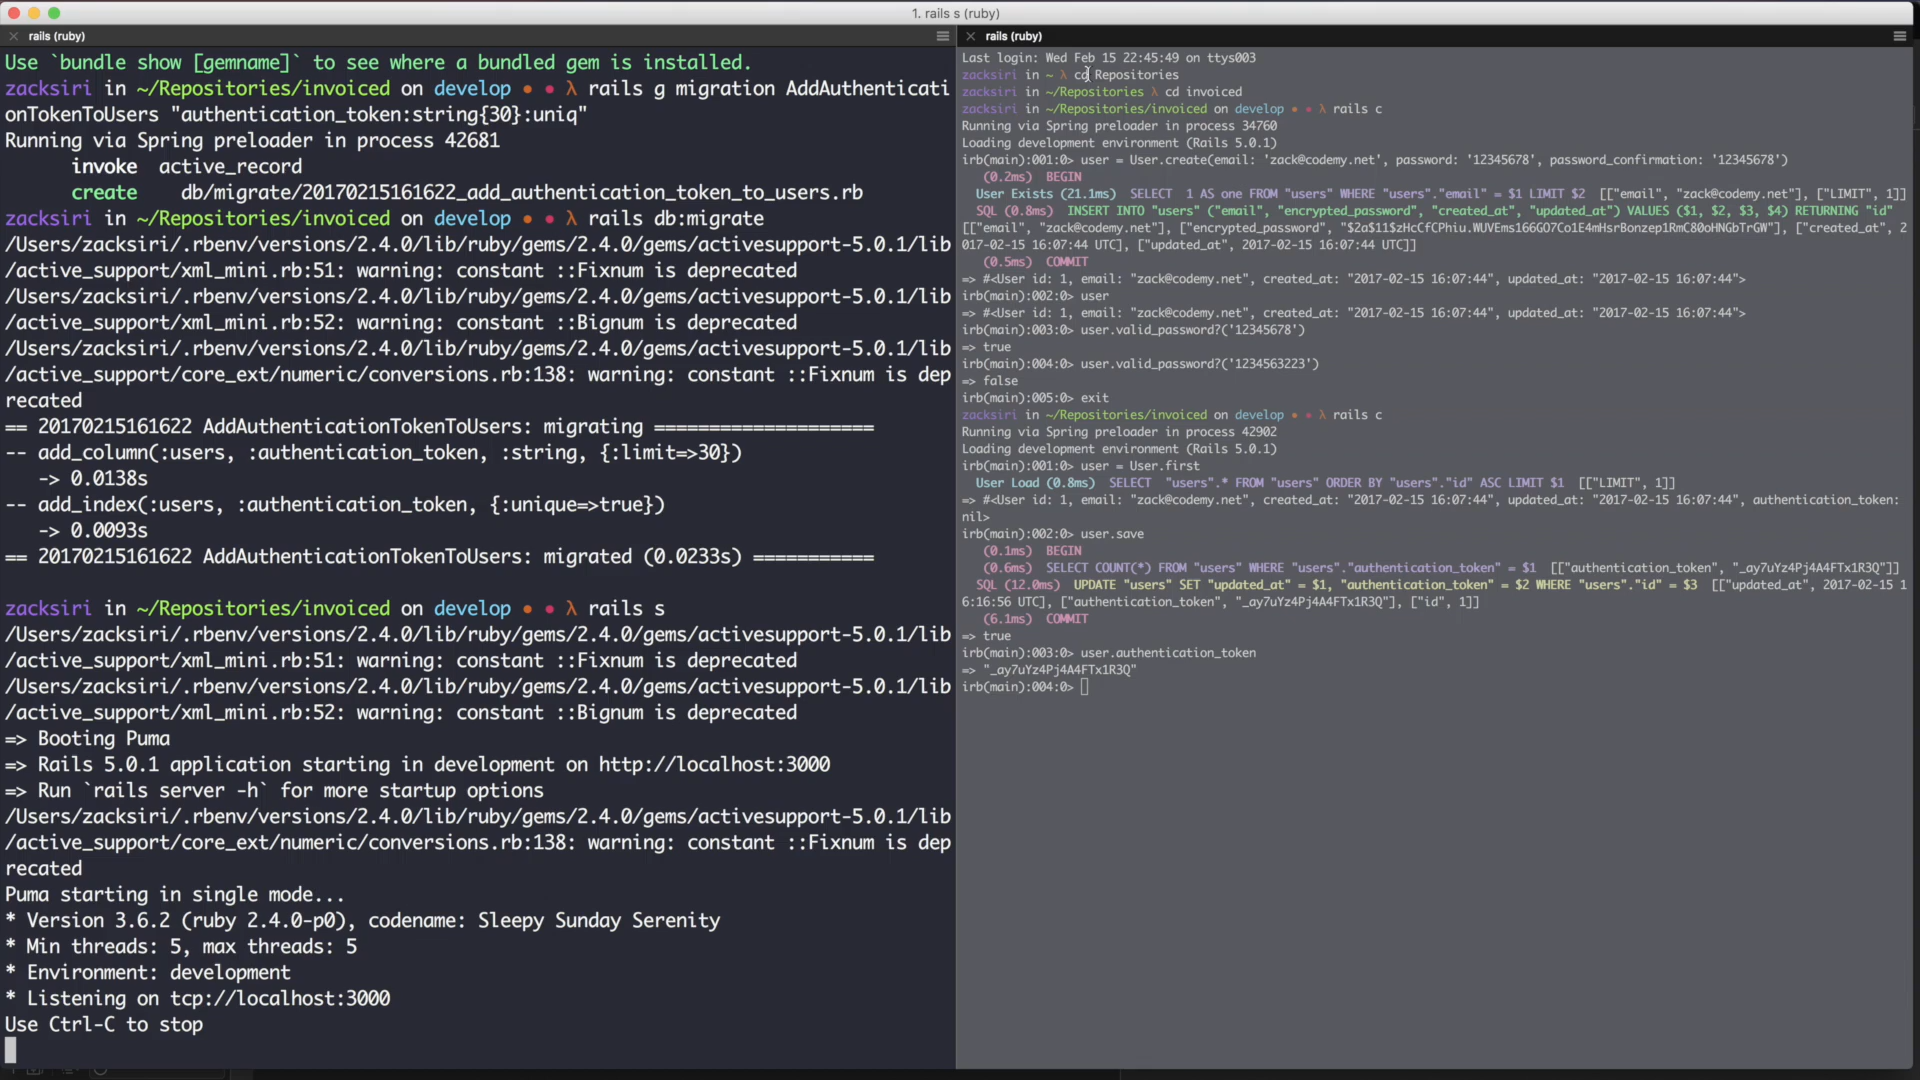 1. rails s (ruby)
rails (ruby)
Use `bundle show [gemname]` to see where a bundled gem is installed.
zacksiri in ~/Repositories/invoiced on develop • • λ rails g migration AddAuthenticati
onTokenToUsers "authentication_token:string{30}:uniq"
Running via Spring preloader in process 42681
invoke active_record
create db/migrate/20170215161622_add_authentication_token_to_users.rb
zacksiri in ~/Repositories/invoiced on develop • • λ rails db:migrate
/Users/zacksiri/.rbenv/versions/2.4.0/lib/ruby/gems/2.4.0/gems/activesupport-5.0.1/lib
/active_support/xml_mini.rb:51: warning: constant ::Fixnum is deprecated
/Users/zacksiri/.rbenv/versions/2.4.0/lib/ruby/gems/2.4.0/gems/activesupport-5.0.1/lib
/active_support/xml_mini.rb:52: warning: constant ::Bignum is deprecated
/Users/zacksiri/.rbenv/versions/2.4.0/lib/ruby/gems/2.4.0/gems/activesupport-5.0.1/lib
/active_support/core_ext/numeric/conversions.rb:138: warning: constant ::Fixnum is dep
recated
== 20170215161622 AddAuthenticationTokenToUsers: migrating ====================
-- add_column(:users, :authentication_token, :string, {:limit=>30})
-> 0.0138s
-- add_index(:users, :authentication_token, {:unique=>true})
-> 0.0093s
== 20170215161622 AddAuthenticationTokenToUsers: migrated (0.0233s) ===========
zacksiri in ~/Repositories/invoiced on develop • • λ rails s
/Users/zacksiri/.rbenv/versions/2.4.0/lib/ruby/gems/2.4.0/gems/activesupport-5.0.1/lib
/active_support/xml_mini.rb:51: warning: constant ::Fixnum is deprecated
/Users/zacksiri/.rbenv/versions/2.4.0/lib/ruby/gems/2.4.0/gems/activesupport-5.0.1/lib
/active_support/xml_mini.rb:52: warning: constant ::Bignum is deprecated
=> Booting Puma
=> Rails 5.0.1 application starting in development on http://localhost:3000
=> Run `rails server -h` for more startup options
/Users/zacksiri/.rbenv/versions/2.4.0/lib/ruby/gems/2.4.0/gems/activesupport-5.0.1/lib
/active_support/core_ext/numeric/conversions.rb:138: warning: constant ::Fixnum is dep
recated
Puma starting in single mode...
* Version 3.6.2 (ruby 2.4.0-p0), codename: Sleepy Sunday Serenity
* Min threads: 5, max threads: 5
* Environment: development
* Listening on tcp://localhost:3000
Use Ctrl-C to stop
rails (ruby)
Last login: Wed Feb 15 22:45:49 on ttys003
zacksiri in ~ λ cd Repositories
zacksiri in ~/Repositories λ cd invoiced
zacksiri in ~/Repositories/invoiced on develop • • λ rails c
Running via Spring preloader in process 34760
Loading development environment (Rails 5.0.1)
irb(main):001:0> user = User.create(email: 'zack@codemy.net', password: '12345678', password_confirmation: '12345678')
(0.2ms) BEGIN
User Exists (21.1ms) SELECT 1 AS one FROM "users" WHERE "users"."email" = $1 LIMIT $2 [["email", "zack@codemy.net"], ["LIMIT", 1]]
SQL (0.8ms) INSERT INTO "users" ("email", "encrypted_password", "created_at", "updated_at") VALUES ($1, $2, $3, $4) RETURNING "id"
[["email", "zack@codemy.net"], ["encrypted_password", "$2a$11$zHcCfCPhiu.WUVEms166GO7Co1E4mHsrBonzep1RmC80oHNGbTrGW"], ["created_at", 2
017-02-15 16:07:44 UTC], ["updated_at", 2017-02-15 16:07:44 UTC]]
(0.5ms) COMMIT
=> #<User id: 1, email: "zack@codemy.net", created_at: "2017-02-15 16:07:44", updated_at: "2017-02-15 16:07:44">
irb(main):002:0> user
=> #<User id: 1, email: "zack@codemy.net", created_at: "2017-02-15 16:07:44", updated_at: "2017-02-15 16:07:44">
irb(main):003:0> user.valid_password?('12345678')
=> true
irb(main):004:0> user.valid_password?('1234563223')
=> false
irb(main):005:0> exit
zacksiri in ~/Repositories/invoiced on develop • • λ rails c
Running via Spring preloader in process 42902
Loading development environment (Rails 5.0.1)
irb(main):001:0> user = User.first
User Load (0.8ms) SELECT "users".* FROM "users" ORDER BY "users"."id" ASC LIMIT $1 [["LIMIT", 1]]
=> #<User id: 1, email: "zack@codemy.net", created_at: "2017-02-15 16:07:44", updated_at: "2017-02-15 16:07:44", authentication_token:
nil>
irb(main):002:0> user.save
(0.1ms) BEGIN
(0.6ms) SELECT COUNT(*) FROM "users" WHERE "users"."authentication_token" = $1 [["authentication_token", "_ay7uYz4Pj4A4FTx1R3Q"]]
SQL (12.0ms) UPDATE "users" SET "updated_at" = $1, "authentication_token" = $2 WHERE "users"."id" = $3 [["updated_at", 2017-02-15 1
6:16:56 UTC], ["authentication_token", "_ay7uYz4Pj4A4FTx1R3Q"], ["id", 1]]
(6.1ms) COMMIT
=> true
irb(main):003:0> user.authentication_token
=> "_ay7uYz4Pj4A4FTx1R3Q"
irb(main):004:0>